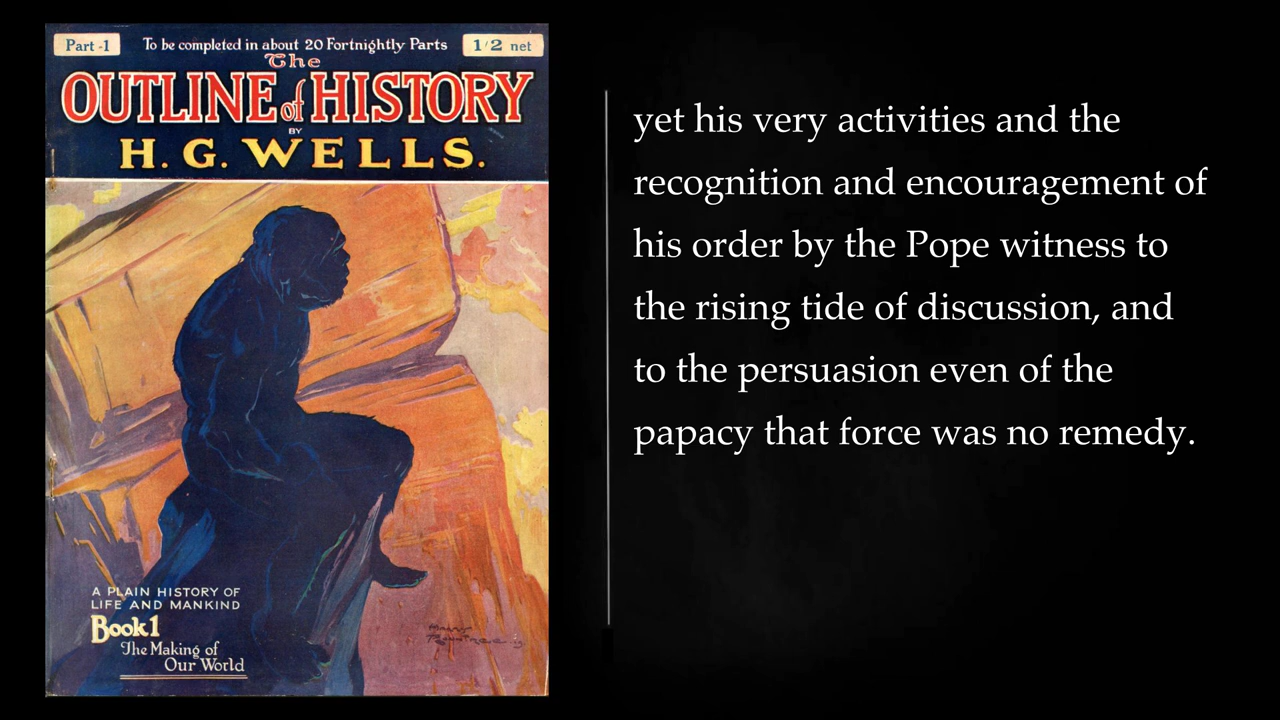 Part -1
To be completed in about 20 Fortnightly Parts
1/2 net
The
OUTLINE of HISTORY
BY
H. G. WELLS.
A PLAIN HISTORY OF
LIFE AND MANKIND
Book 1
The Making of
Our World
yet his very activities and the
recognition and encouragement of
his order by the Pope witness to
the rising tide of discussion, and
to the persuasion even of the
papacy that force was no remedy.